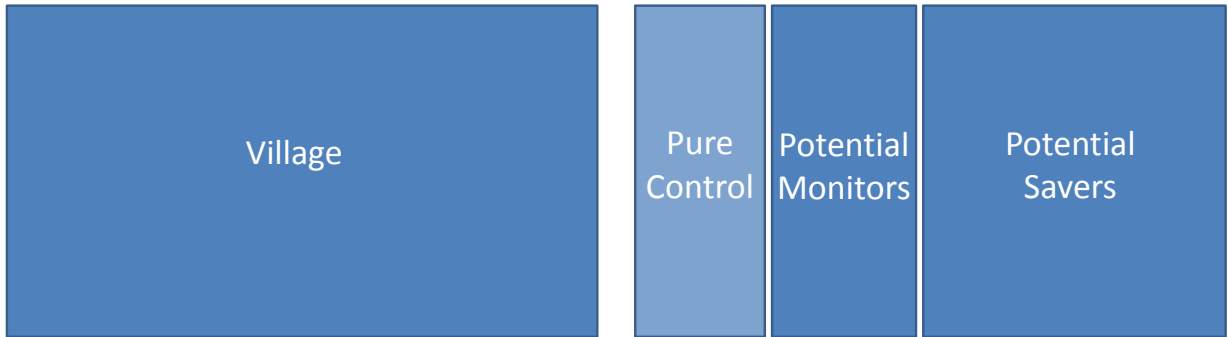 Village
Pure
Control
Potential
Monitors
Potential
Savers